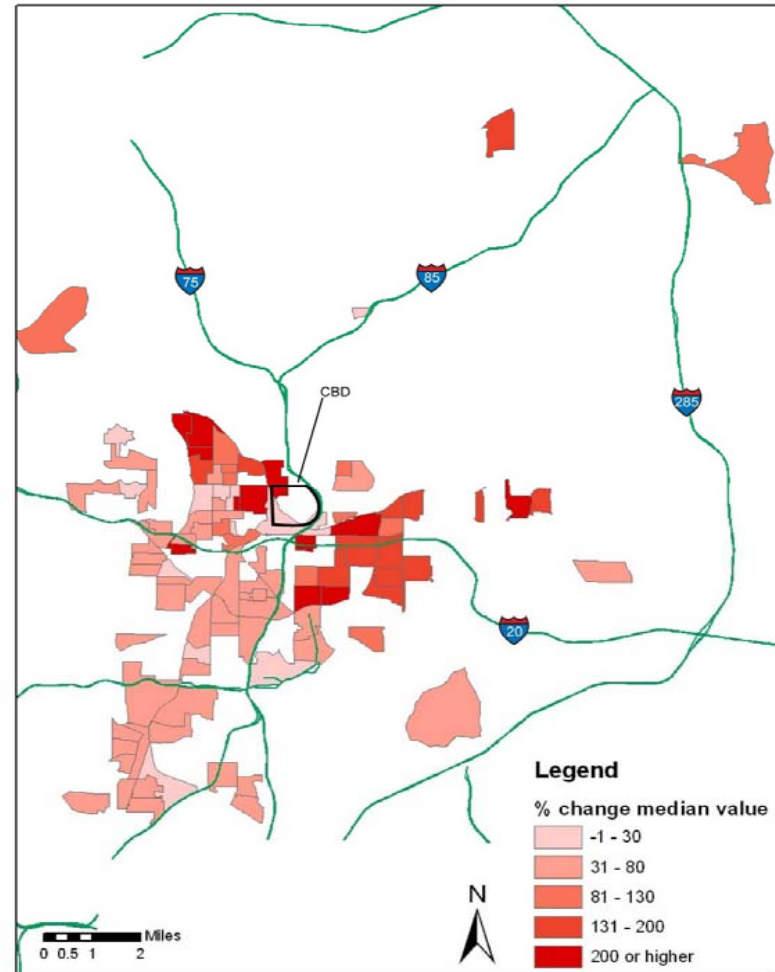 75
85
CBD
285
20
Legend
% change median value
-1 - 30
31 - 80
81 - 130
131 - 200
200 or higher
N
Miles
0 0.5 1 2